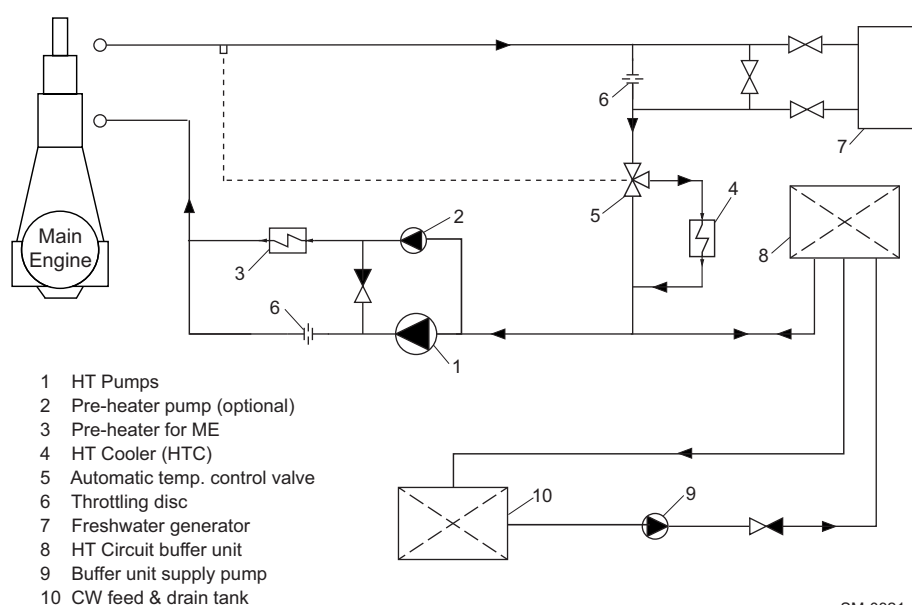 6
7
4
5
8
2
3
Main
Engine
6
1
1 HT Pumps
2 Pre-heater pump (optional)
3 Pre-heater for ME
4 HT Cooler (HTC)
5 Automatic temp. control valve
6 Throttling disc
7 Freshwater generator
8 HT Circuit buffer unit
9 Buffer unit supply pump
10 CW feed & drain tank
10
9